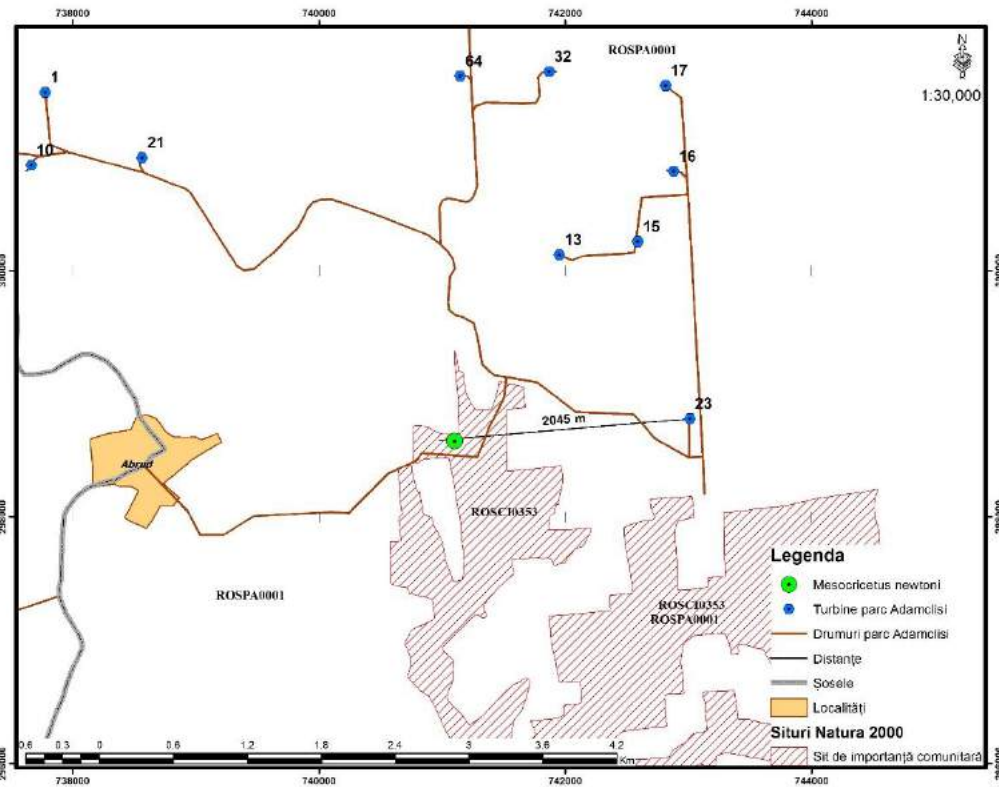 738000 740000 742000 744000
ROSPA0001
N
1:30,000
1
64
32
17
10
21
16
15
13
300000
23
2045 m
Abrud
ROSCI0353
298000
ROSPA0001
ROSCI0353
ROSPA0001
Legenda
Mesocricetus newtoni
Turbine parc Adamclisi
Drumuri parc Adamclisi
Distanțe
Șosele
Localități
Situri Natura 2000
Sit de importanță comunitară
0.6 0.3 0 0.6 1.2 1.8 2.4 3 3.6 4.2
Km
296000
738000 740000 742000 744000